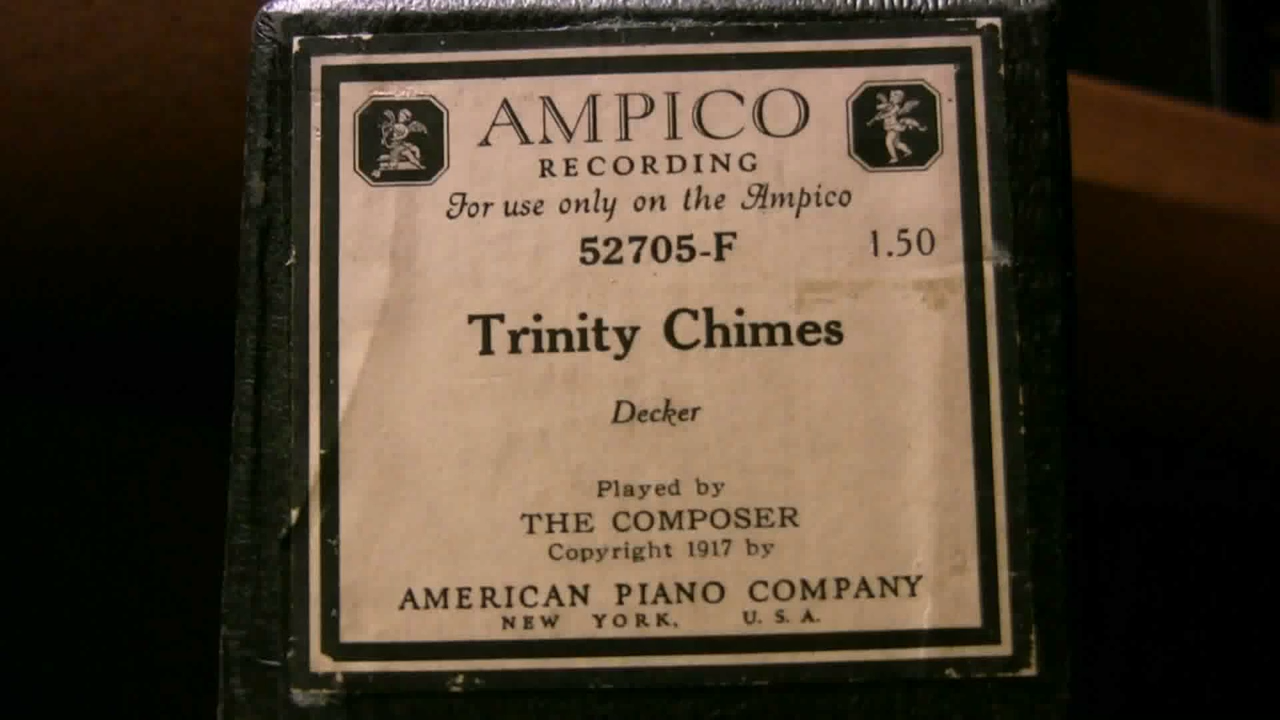 AMPICO
RECORDING
For use only on the Ampico
52705-F 1.50
Trinity Chimes
Decker
Played by
THE COMPOSER
Copyright 1917 by
AMERICAN PIANO COMPANY
NEW YORK, U. S. A.